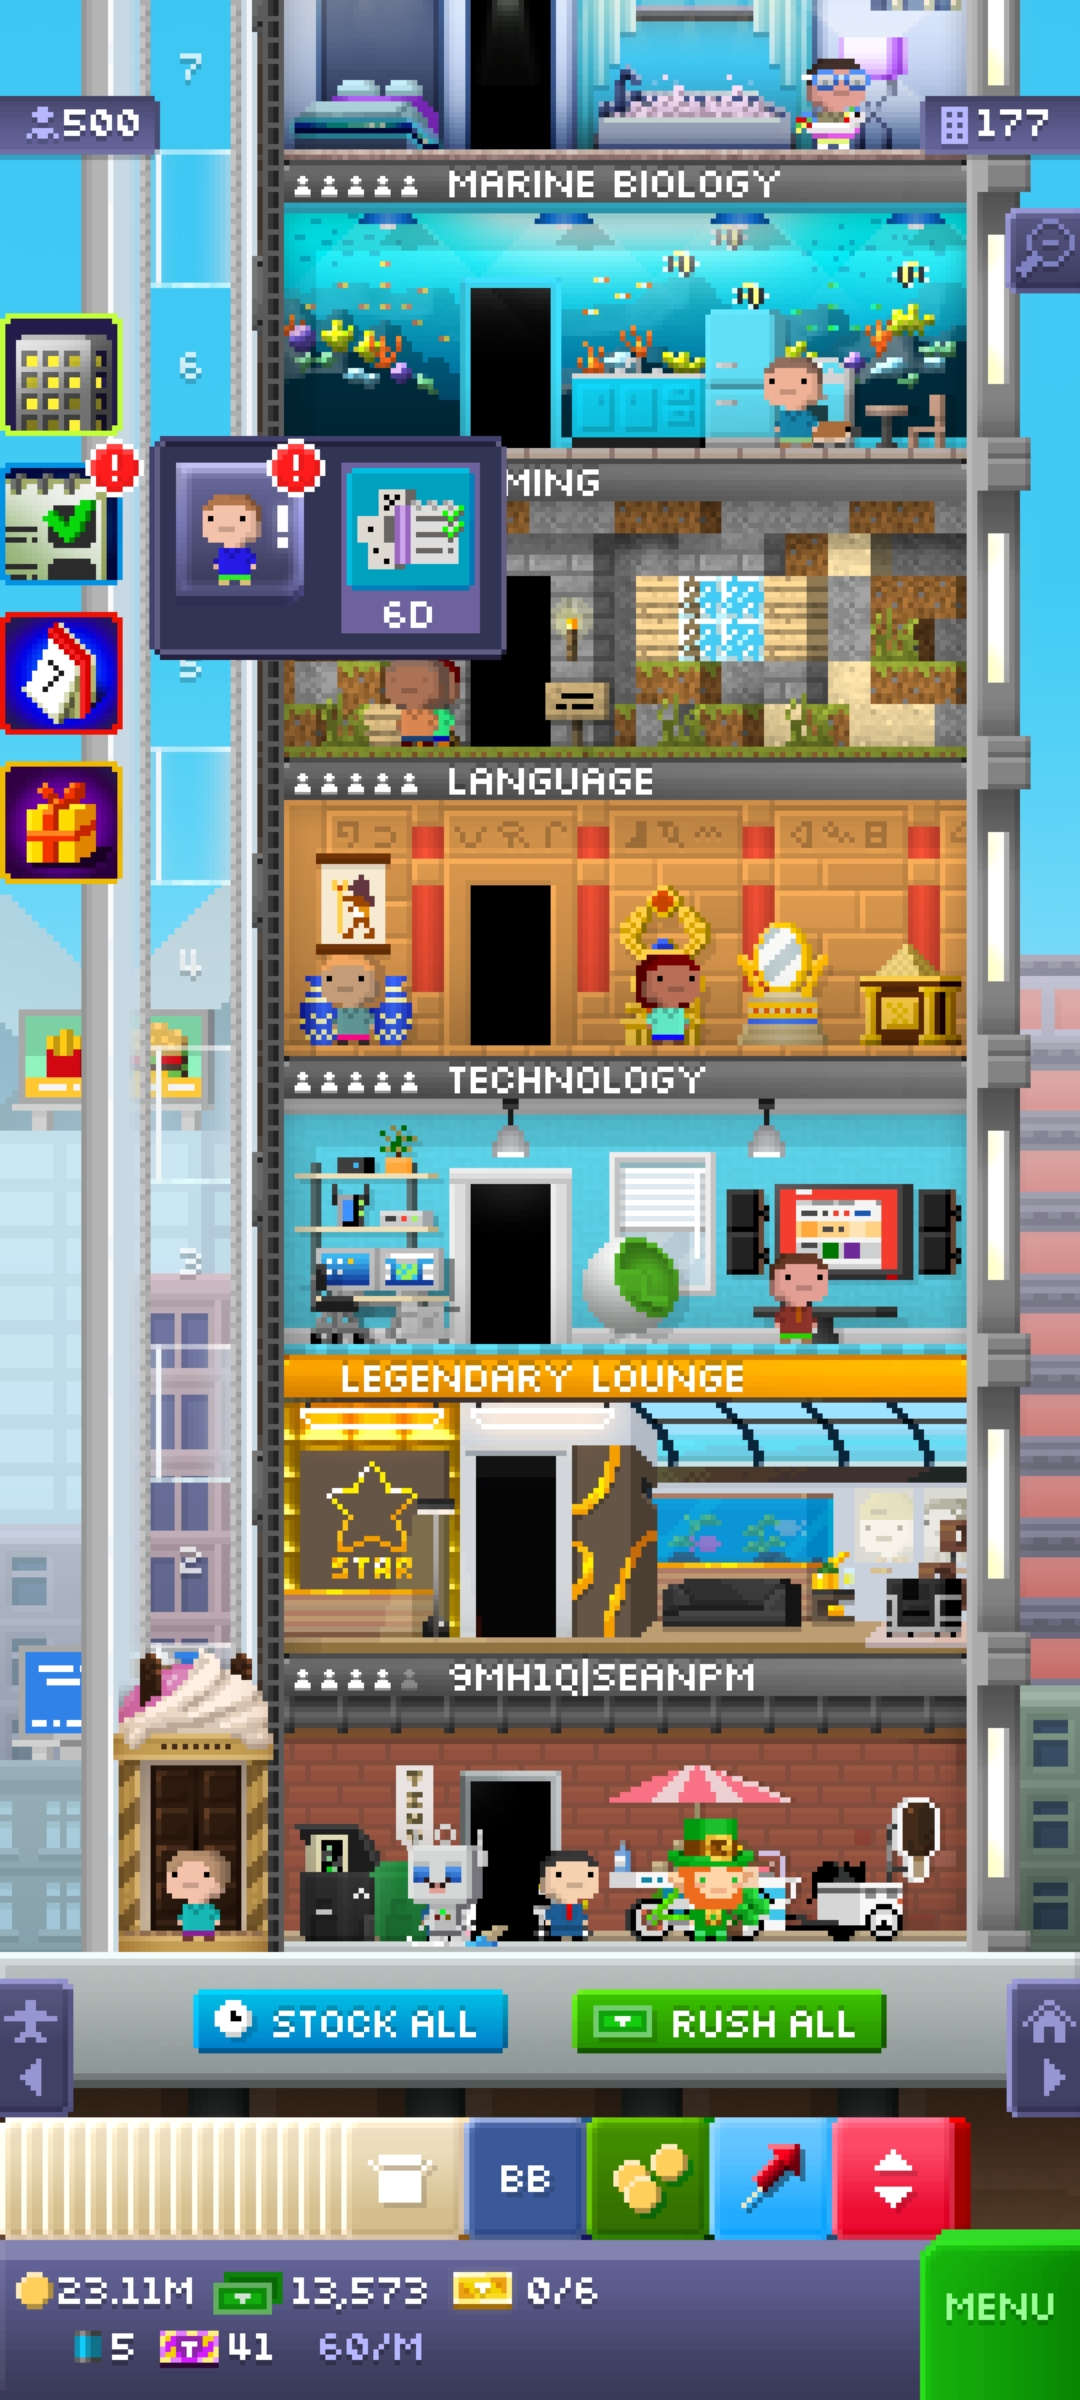 7
500
177
MARINE BIOLOGY
6
MING
!
!
!
6D
5
LANGUAGE
4
TECHNOLOGY
3
LEGENDARY LOUNGE
STAR
2
9MH1Q|SEANPM
STOCK ALL
RUSH ALL
BB
23.11M
13,573
0/6
MENU
5
41
60/M